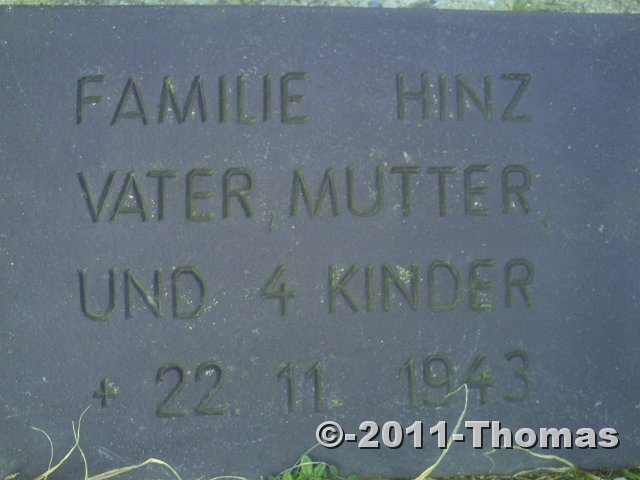 FAMILIE HINZ
VATER, MUTTER,
UND 4 KINDER
+ 22. 11. 1943
©-2011-Thomas